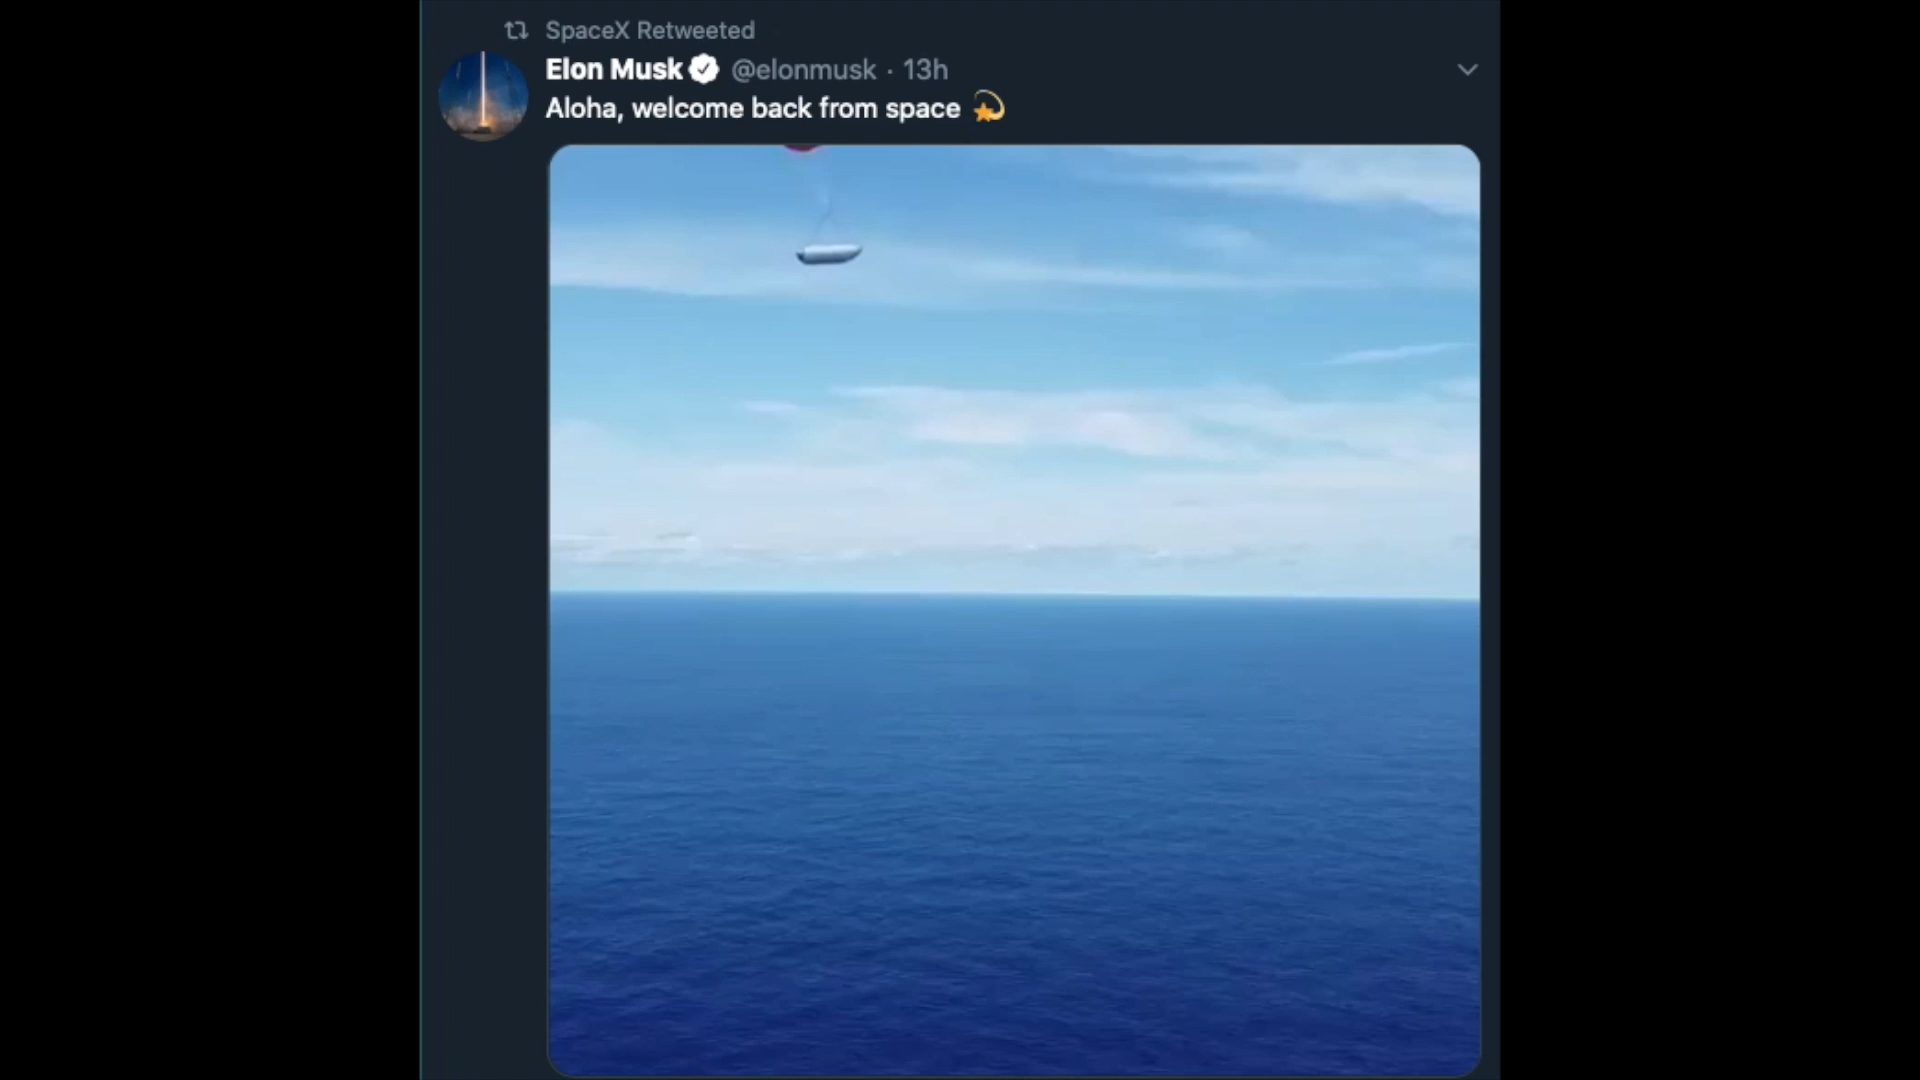 SpaceX Retweeted
Elon Musk @elonmusk · 13h
Aloha, welcome back from space 💫